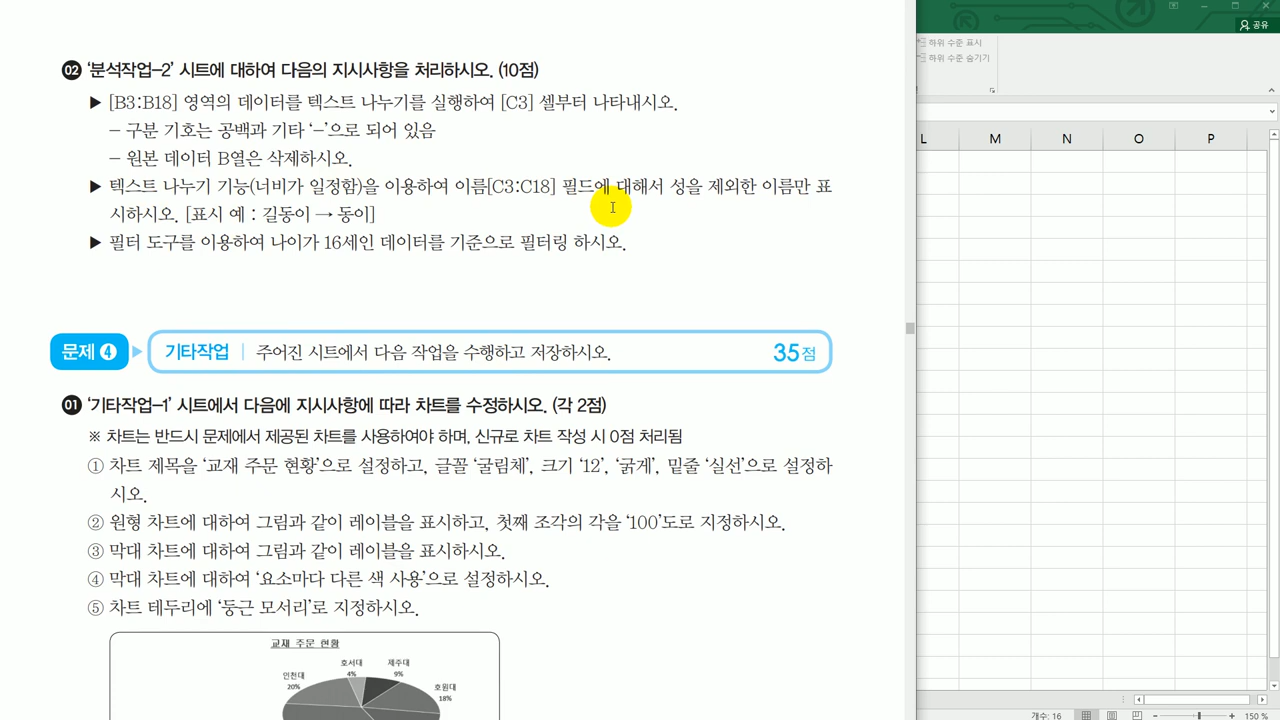 02 ‘분석작업-2’ 시트에 대하여 다음의 지시사항을 처리하시오. (10점)
▶ [B3:B18] 영역의 데이터를 텍스트 나누기를 실행하여 [C3] 셀부터 나타내시오.
- 구분 기호는 공백과 기타 ‘-’으로 되어 있음
- 원본 데이터 B열은 삭제하시오.
▶ 텍스트 나누기 기능(너비가 일정함)을 이용하여 이름[C3:C18] 필드에 대해서 성을 제외한 이름만 표
시하시오. [표시 예 : 길동이 → 동이]
▶ 필터 도구를 이용하여 나이가 16세인 데이터를 기준으로 필터링 하시오.
문제 4 기타작업 | 주어진 시트에서 다음 작업을 수행하고 저장하시오. 35점
01 ‘기타작업-1’ 시트에서 다음에 지시사항에 따라 차트를 수정하시오. (각 2점)
※ 차트는 반드시 문제에서 제공된 차트를 사용하여야 하며, 신규로 차트 작성 시 0점 처리됨
① 차트 제목을 ‘교재 주문 현황’으로 설정하고, 글꼴 ‘굴림체’, 크기 ‘12’, ‘굵게’, 밑줄 ‘실선’으로 설정하
시오.
② 원형 차트에 대하여 그림과 같이 레이블을 표시하고, 첫째 조각의 각을 ‘100’도로 지정하시오.
③ 막대 차트에 대하여 그림과 같이 레이블을 표시하시오.
④ 막대 차트에 대하여 ‘요소마다 다른 색 사용’으로 설정하시오.
⑤ 차트 테두리에 ‘둥근 모서리’로 지정하시오.
교재 주문 현황
호서대
4%
제주대
9%
인천대
20%
호원대
18%
공유
하위 수준 표시
하위 수준 숨기기
L M N O P
개수: 16
150 %